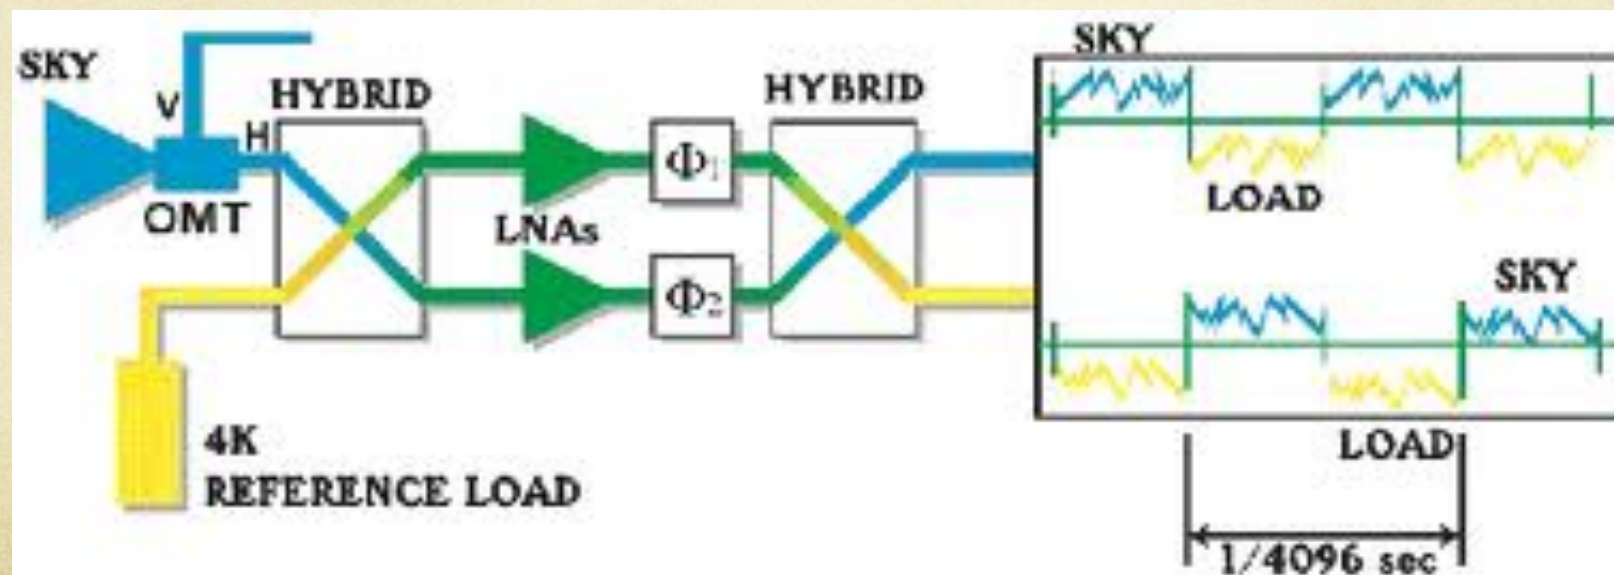 SKY
V
H
OMT
HYBRID
LNAs
Φ1
Φ2
HYBRID
4K
REFERENCE LOAD
SKY
LOAD
SKY
LOAD
1/4096 sec